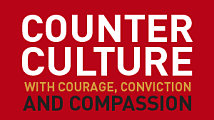 COUNTER
CULTURE
WITH COURAGE, CONVICTION
AND COMPASSION